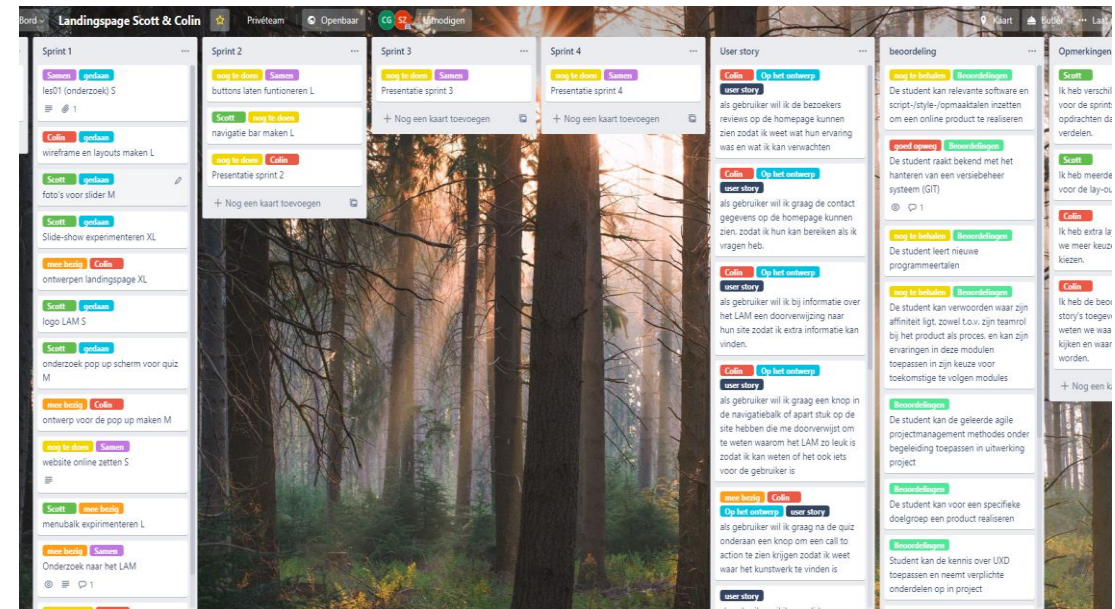 Bord
Landingspage Scott & Colin
Privéteam
Openbaar
CG
SZ
Uitnodigen
Kaart
Butler
Sprint 1
Samen gedaan
les01 (onderzoek) S
1
Colin gedaan
wireframe en layouts maken L
Scott gedaan
foto's voor slider M
Scott gedaan
Slide-show experimenteren XL
mee bezig Colin
ontwerpen landingspage XL
Scott gedaan
logo LAM S
Scott gedaan
onderzoek pop up scherm voor quiz
M
mee bezig Colin
ontwerp voor de pop up maken M
nog te doen Samen
website online zetten S
Scott mee bezig
menubalk expirimenteren L
mee bezig Samen
Onderzoek naar het LAM
1
Sprint 2
nog te doen Samen
buttons laten funtioneren L
Scott nog te doen
navigatie bar maken L
nog te doen Colin
Presentatie sprint 2
+ Nog een kaart toevoegen
Sprint 3
nog te doen Samen
Presentatie sprint 3
+ Nog een kaart toevoegen
Sprint 4
nog te doen Samen
Presentatie sprint 4
+ Nog een kaart toevoegen
User story
Colin Op het ontwerp
user story
als gebruiker wil ik de bezoekers
reviews op de homepage kunnen
zien zodat ik weet wat hun ervaring
was en wat ik kan verwachten
Colin Op het ontwerp
user story
als gebruiker wil ik graag de contact
gegevens op de homepage kunnen
zien, zodat ik hun kan bereiken als ik
vragen heb.
Colin Op het ontwerp
user story
als gebruiker wil ik bij informatie over
het LAM een doorverwijzing naar
hun site zodat ik extra informatie kan
vinden.
Colin Op het ontwerp
user story
als gebruiker wil ik graag een knop in
de navigatiebalk of apart stuk op de
site hebben die me doorverwijst om
te weten waarom het LAM zo leuk is
zodat ik kan weten of het ook iets
voor de gebruiker is
mee bezig Colin
Op het ontwerp user story
als gebruiker wil ik graag na de quiz
onderaan een knop om een call to
action te zien krijgen zodat ik weet
waar het kunstwerk te vinden is
user story
beoordeling
nog te behalen Beoordelingen
De student kan relevante software en
script-/style-/opmaaktalen inzetten
om een online product te realiseren
goed opweg Beoordelingen
De student raakt bekend met het
hanteren van een versiebeheer
systeem (GIT)
1
nog te behalen Beoordelingen
De student leert nieuwe
programmeertalen
nog te behalen Beoordelingen
De student kan verwoorden waar zijn
affiniteit ligt, zowel t.o.v. zijn teamrol
bij het product als proces. en kan zijn
ervaringen in deze modulen
toepassen in zijn keuze voor
toekomstige te volgen modules
Beoordelingen
De student kan de geleerde agile
projectmanagement methodes onder
begeleiding toepassen in uitwerking
project
Beoordelingen
De student kan voor een specifieke
doelgroep een product realiseren
Beoordelingen
Student kan de kennis over UXD
toepassen en neemt verplichte
onderdelen op in project
Opmerkingen
Scott
Ik heb verschil
voor de sprint
opdrachten da
verdelen.
Scott
Ik heb meerde
voor de lay-ou
Colin
Ik heb extra la
we meer keuze
kiezen.
Colin
Ik heb de beoo
story's toegev
weten we waa
kijken en waar
worden.
+ Nog een ka